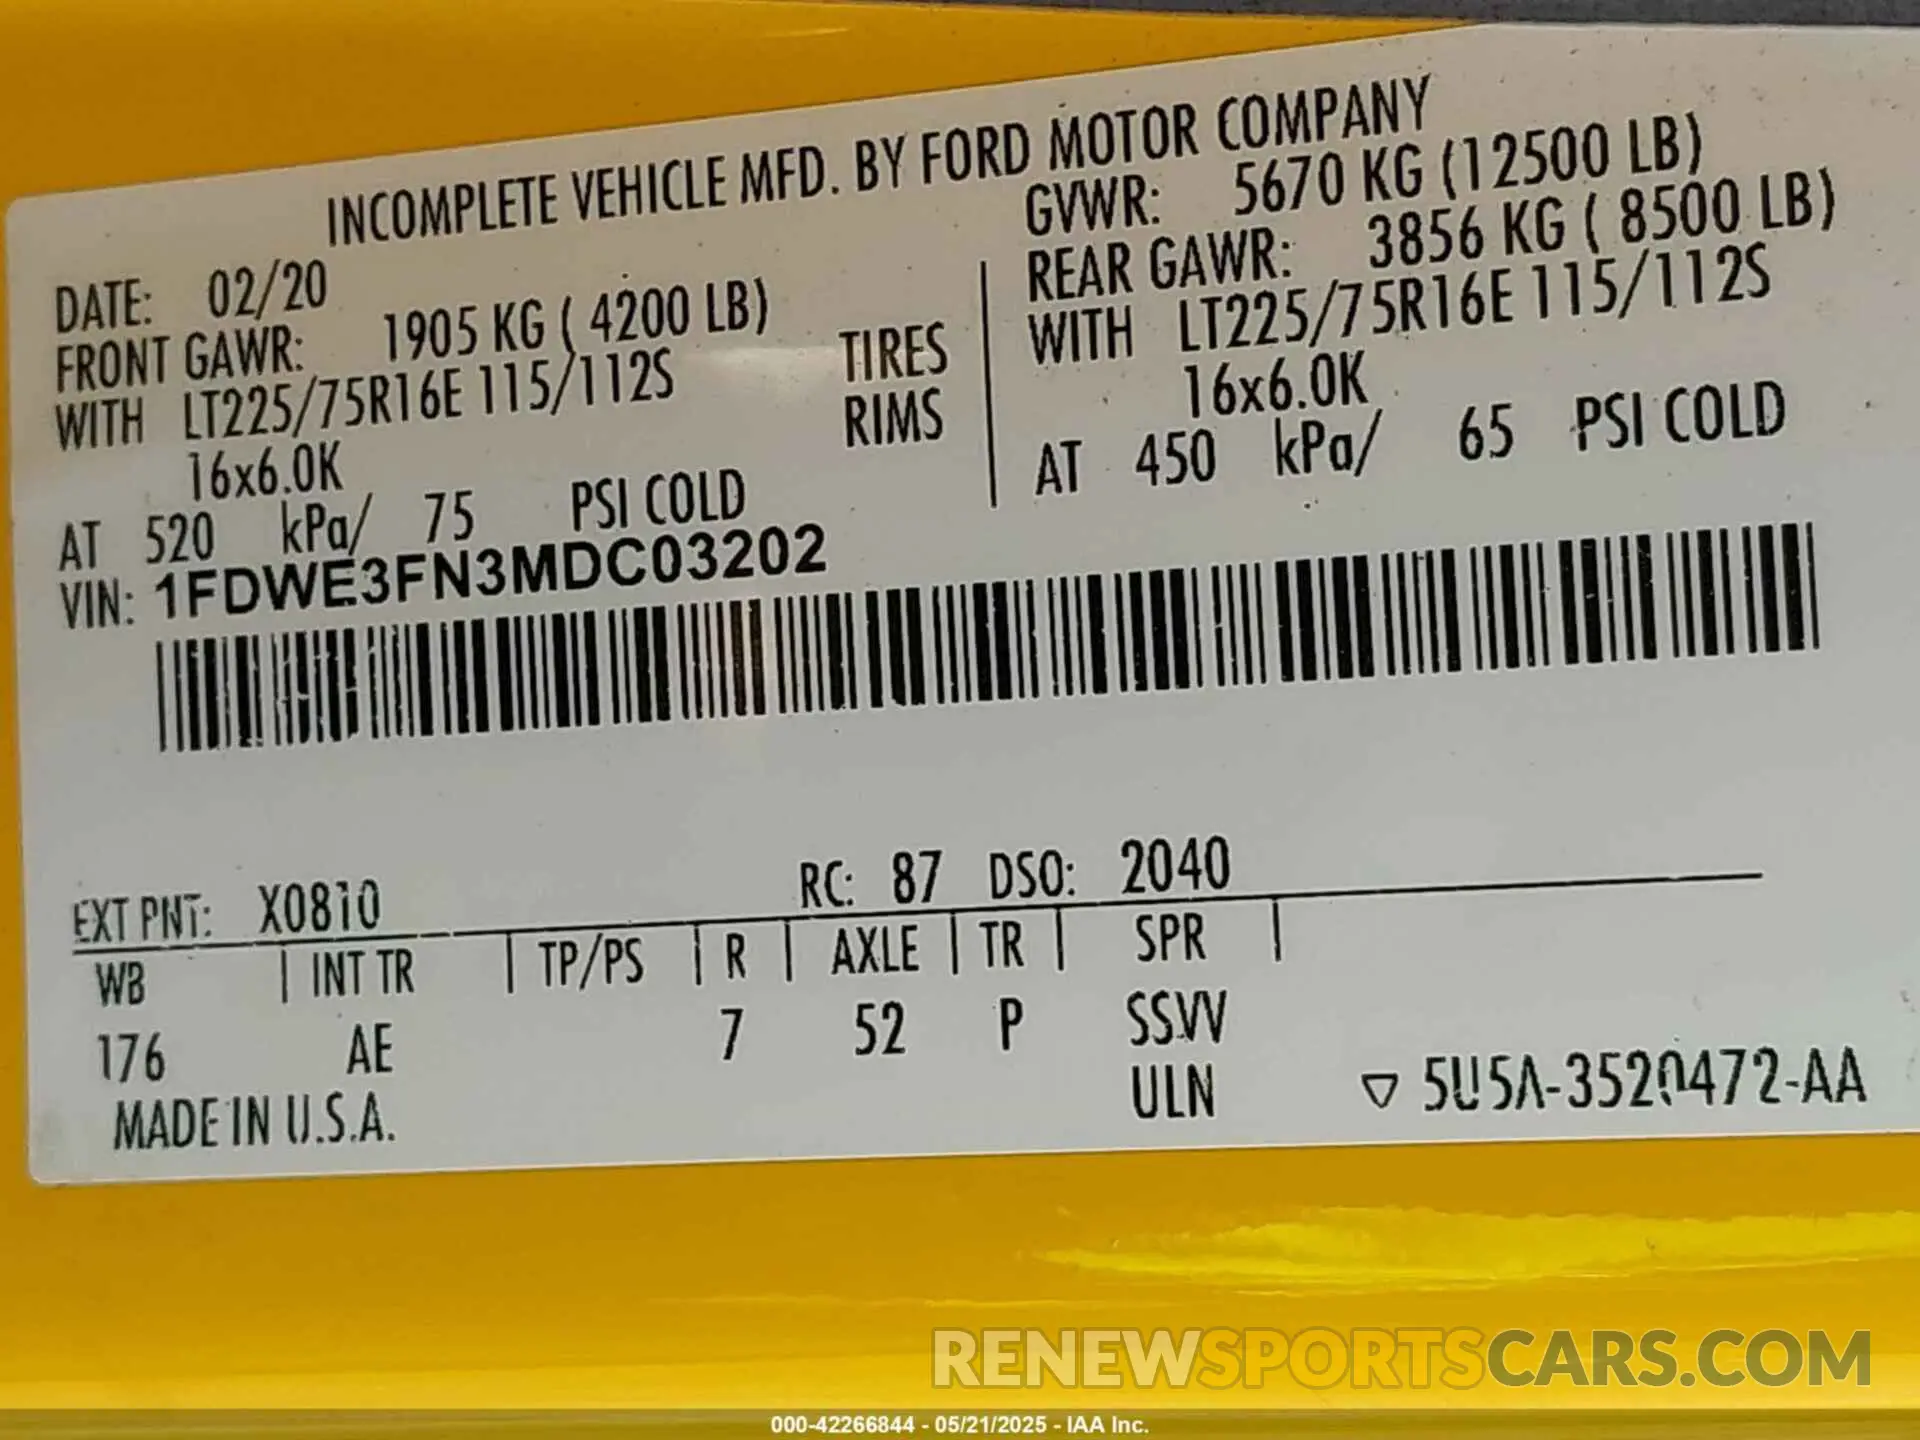 INCOMPLETE VEHICLE MFD. BY FORD MOTOR COMPANY
DATE: 02/20 GVWR: 5670 KG (12500 LB)
FRONT GAWR: 1905 KG ( 4200 LB) REAR GAWR: 3856 KG ( 8500 LB)
WITH LT225/75R16E 115/112S TIRES WITH LT225/75R16E 115/112S
16x6.0K RIMS 16x6.0K
AT 520 kPa/ 75 PSI COLD AT 450 kPa/ 65 PSI COLD
VIN: 1FDWE3FN3MDC03202
EXT PNT: X0810 RC: 87 DSO: 2040
WB | INT TR | TP/PS | R | AXLE | TR | SPR |
176 AE 7 52 P SSVV
ULN ▽ 5U5A-3520472-AA
MADE IN U.S.A.
RENEWSPORTSCARS.COM
000-42266844 - 05/21/2025 - IAA Inc.